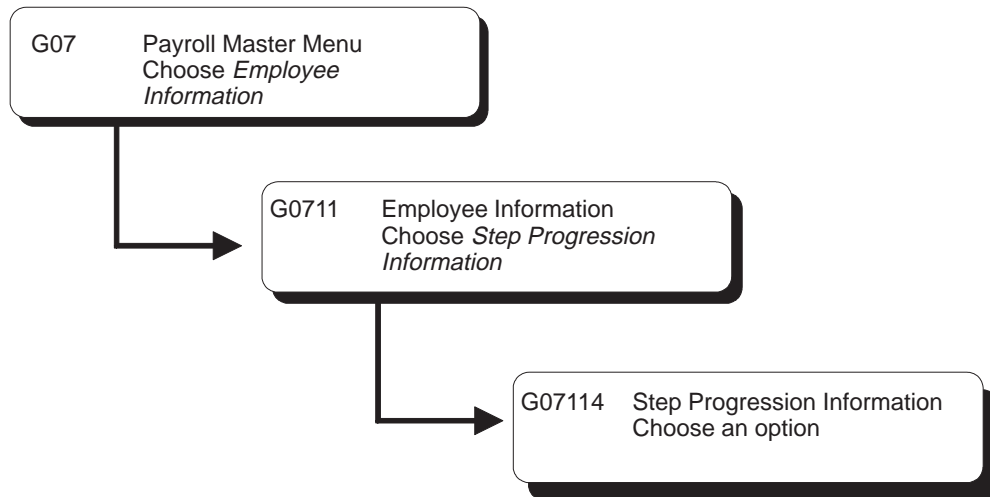 G07 Payroll Master Menu
Choose Employee
Information
G0711 Employee Information
Choose Step Progression
Information
G07114 Step Progression Information
Choose an option